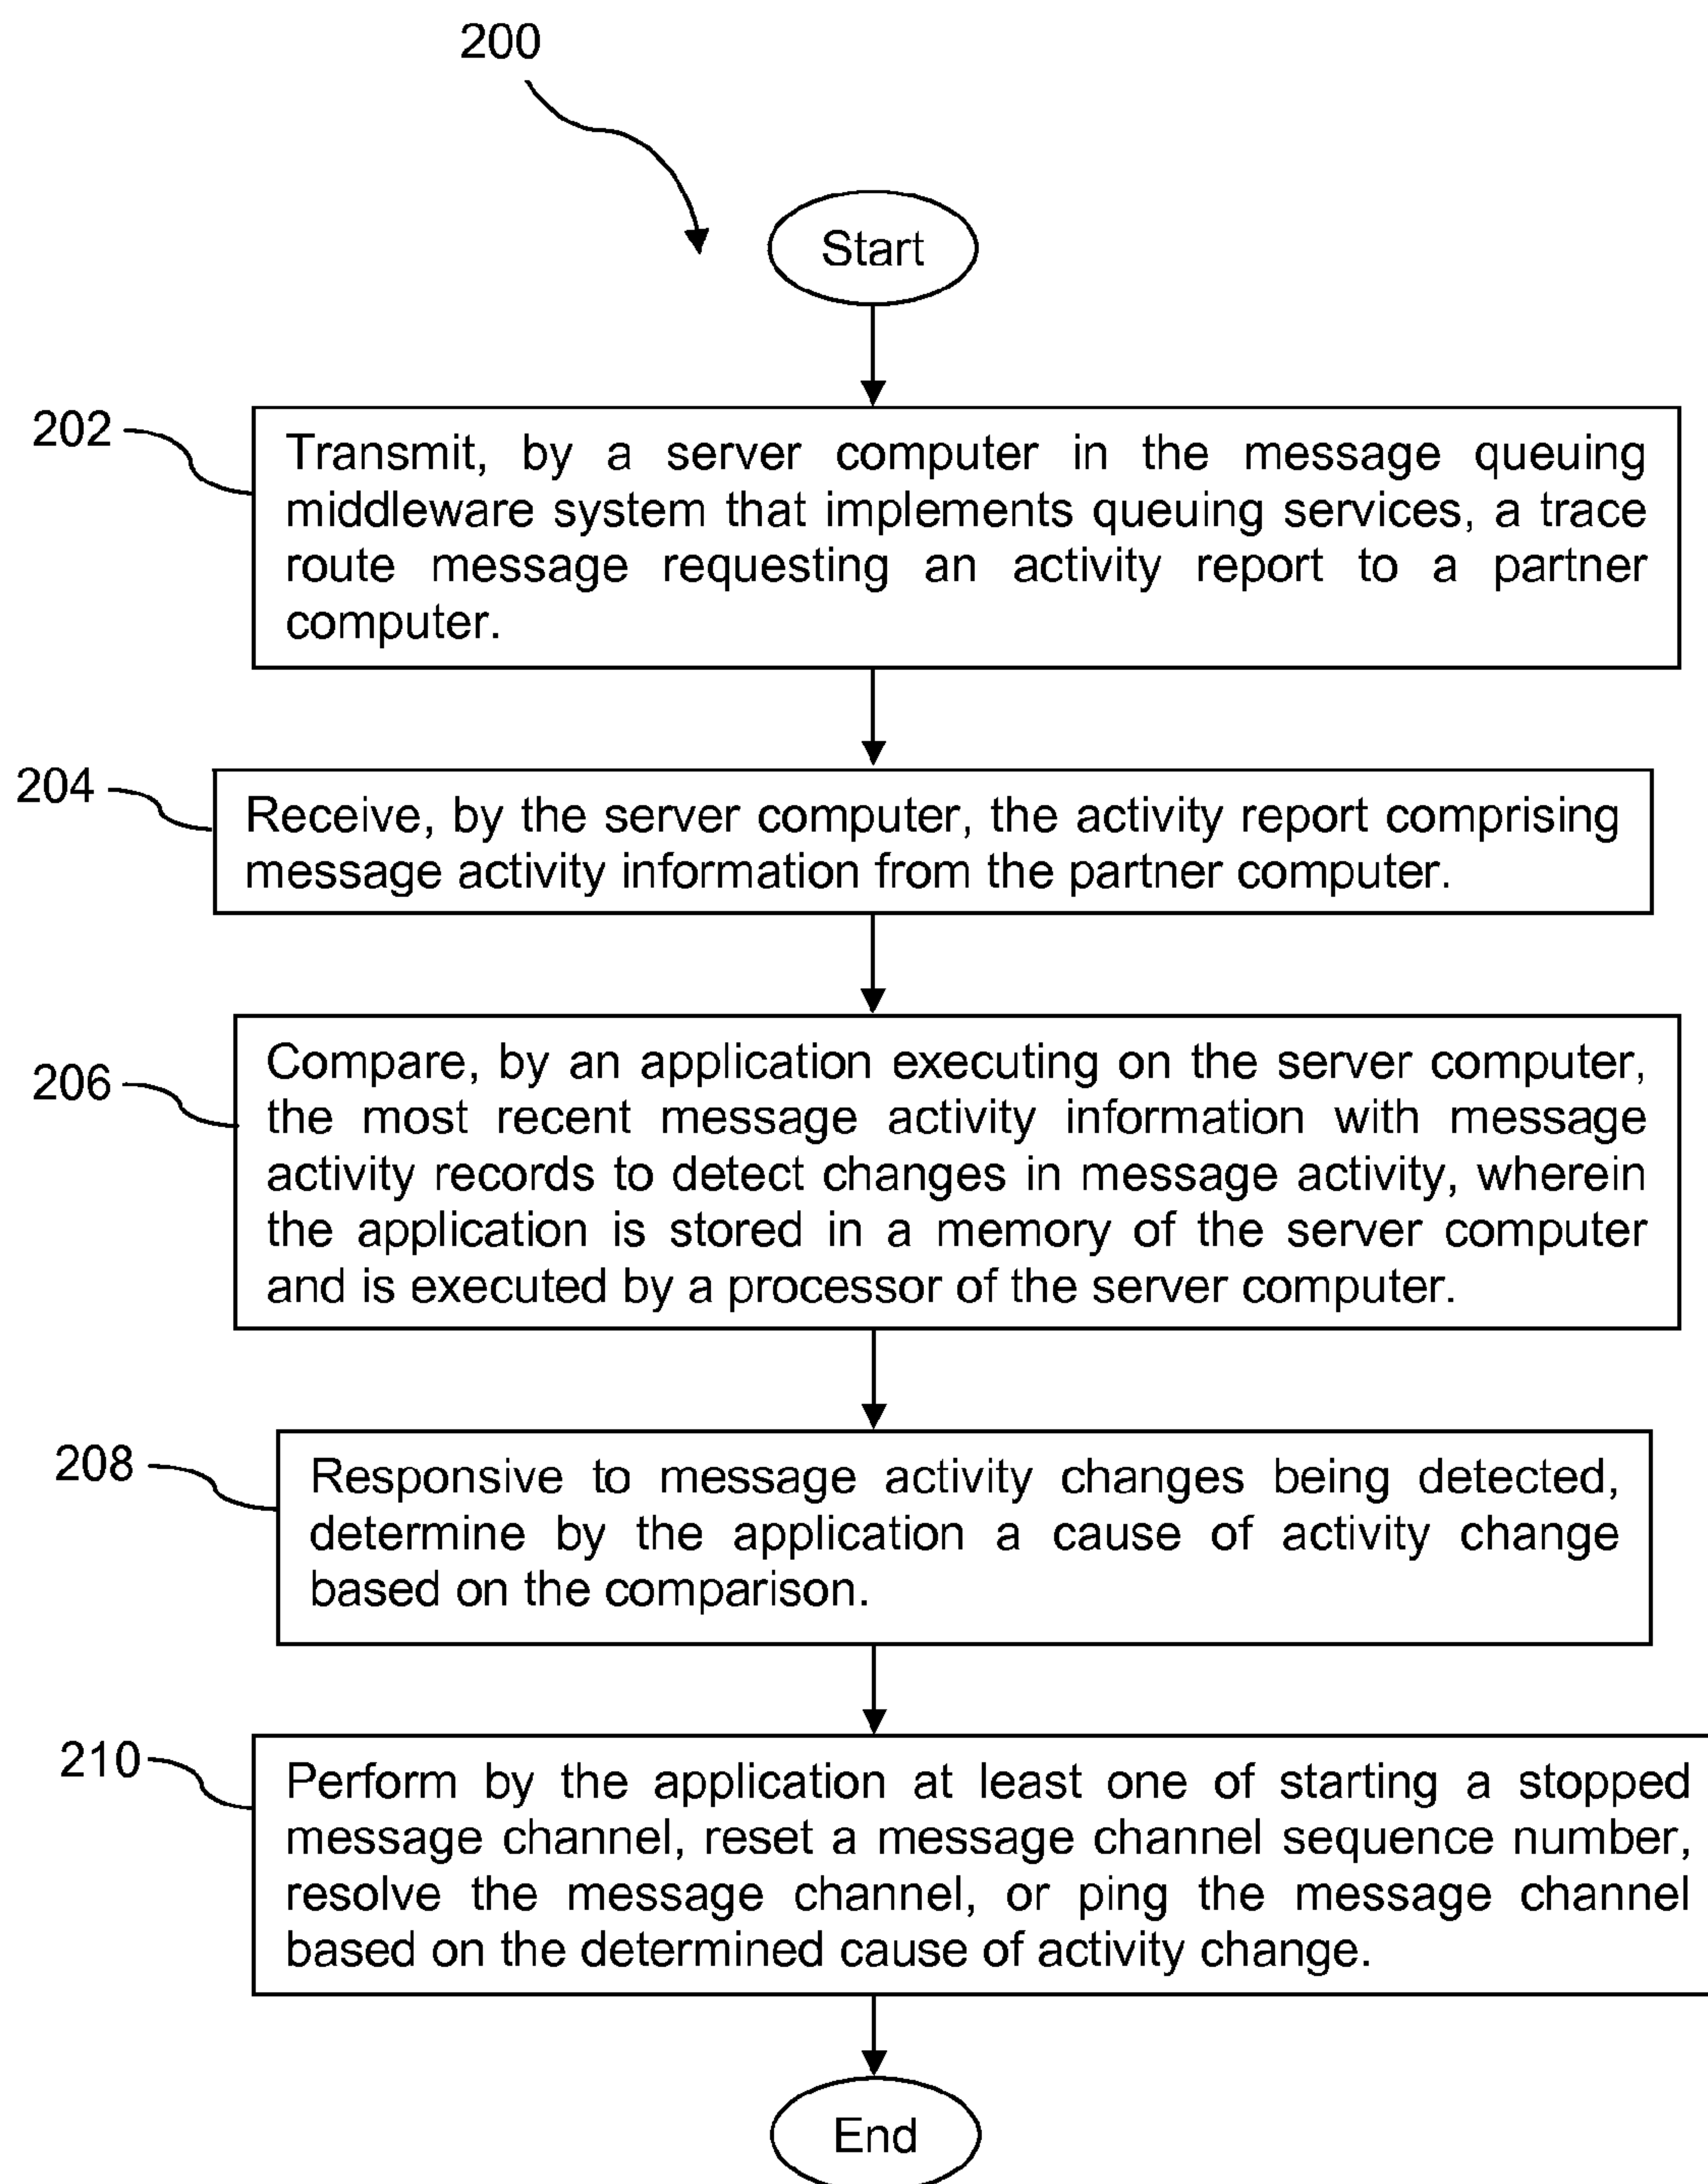 200
Start
202
Transmit, by a server computer in the message queuing
middleware system that implements queuing services, a trace
route message requesting an activity report to a partner
computer.
204
Receive, by the server computer, the activity report comprising
message activity information from the partner computer.
206
Compare, by an application executing on the server computer,
the most recent message activity information with message
activity records to detect changes in message activity, wherein
the application is stored in a memory of the server computer
and is executed by a processor of the server computer.
208
Responsive to message activity changes being detected,
determine by the application a cause of activity change
based on the comparison.
210
Perform by the application at least one of starting a stopped
message channel, reset a message channel sequence number,
resolve the message channel, or ping the message channel
based on the determined cause of activity change.
End